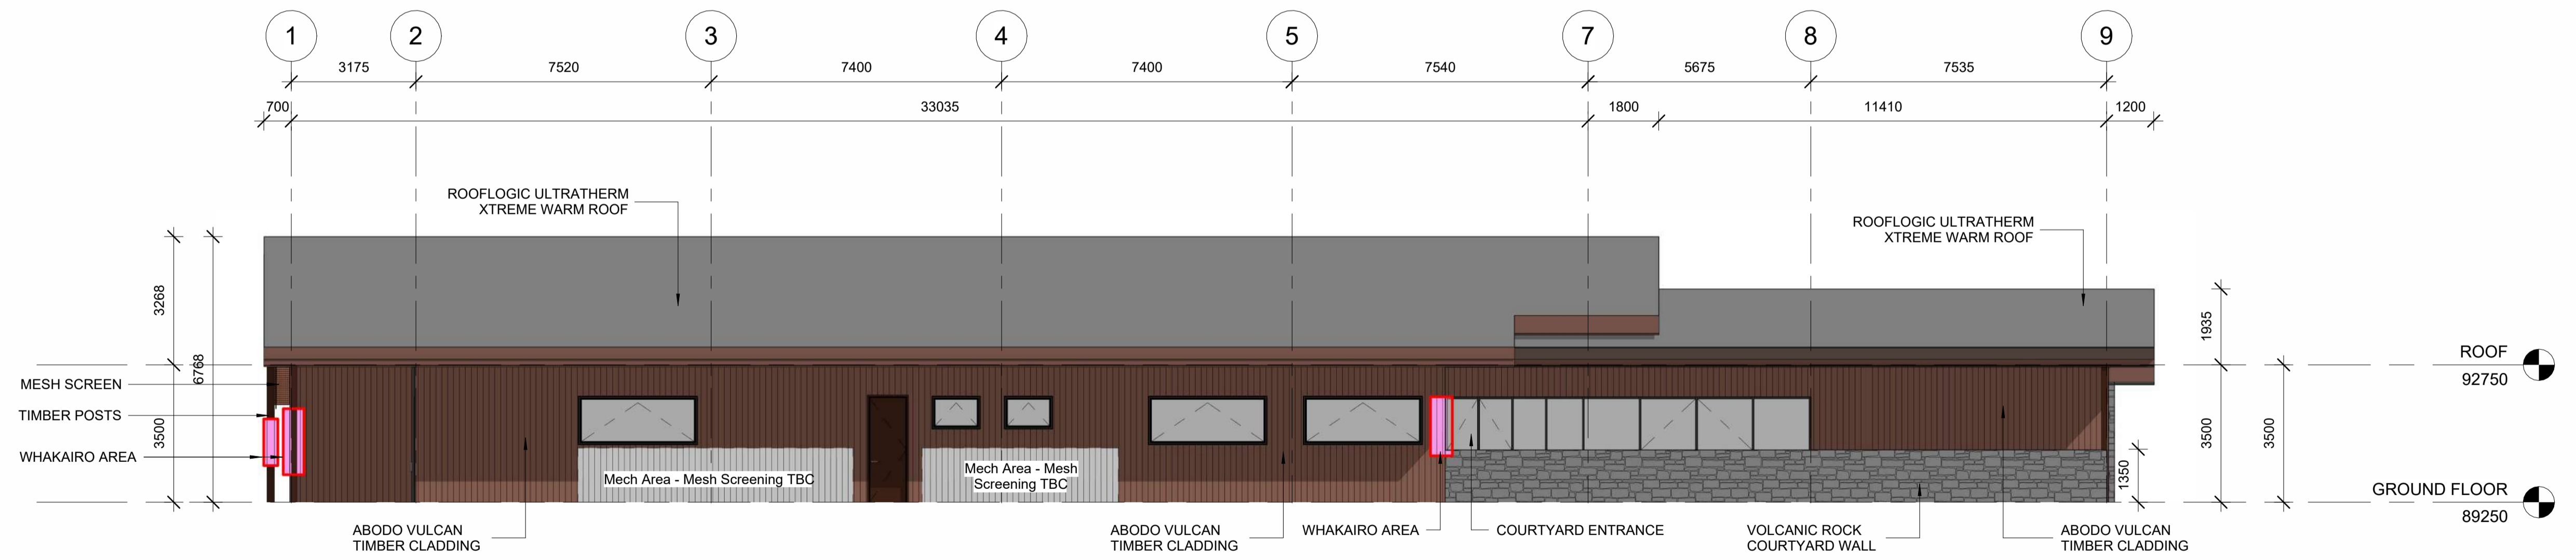 1 2 3 4 5 7 8 9
3175 7520 7400 7400 7540 5675 7535
700 33035 1800 11410 1200
ROOFLOGIC ULTRATHERM
XTREME WARM ROOF
ROOFLOGIC ULTRATHERM
XTREME WARM ROOF
3268
6768
3500
MESH SCREEN
TIMBER POSTS
WHAKAIRO AREA
Mech Area - Mesh Screening TBC
Mech Area - Mesh
Screening TBC
1935
3500
3500
1350
ROOF
92750
GROUND FLOOR
89250
ABODO VULCAN
TIMBER CLADDING
ABODO VULCAN
TIMBER CLADDING
WHAKAIRO AREA
COURTYARD ENTRANCE
VOLCANIC ROCK
COURTYARD WALL
ABODO VULCAN
TIMBER CLADDING